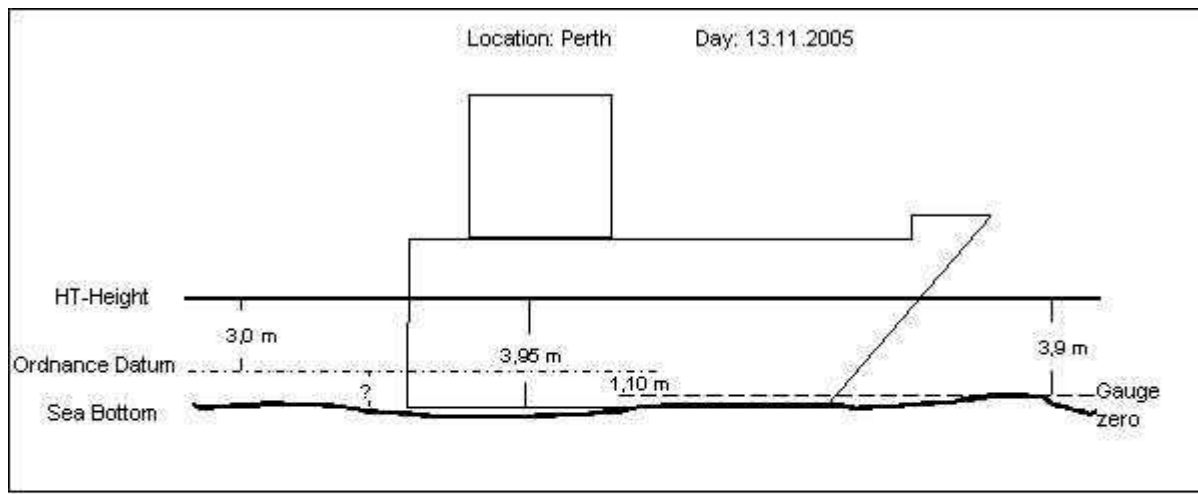 Location: Perth Day: 13.11.2005
HT-Height
3,0 m
3,95 m
3,9 m
Ordnance Datum
?
1,10 m
Gauge
zero
Sea Bottom